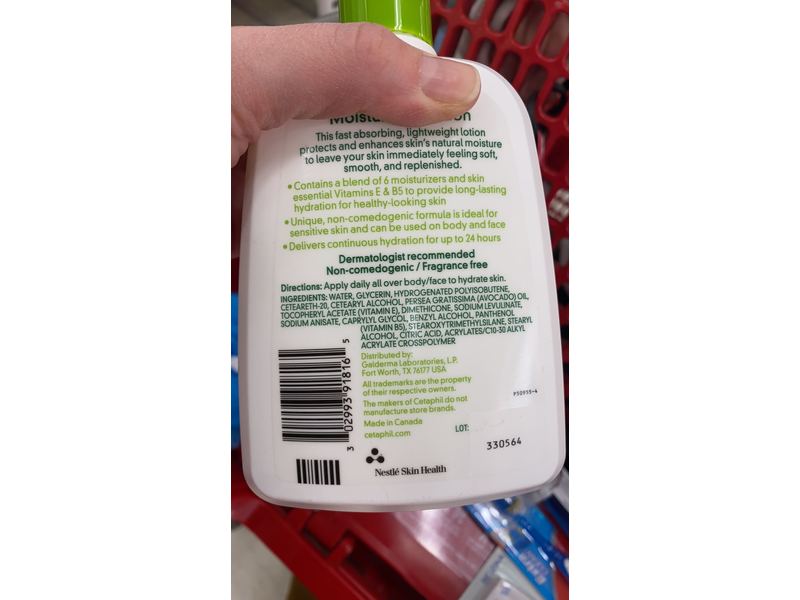 This fast absorbing, lightweight lotion
protects and enhances skin's natural moisture
to leave your skin immediately feeling soft,
smooth, and replenished.
• Contains a blend of 6 moisturizers and skin
essential Vitamins E & B5 to provide long-lasting
hydration for healthy-looking skin
• Unique, non-comedogenic formula is ideal for
sensitive skin and can be used on body and face
• Delivers continuous hydration for up to 24 hours
Dermatologist recommended
Non-comedogenic / Fragrance free
Directions: Apply daily all over body/face to hydrate skin.
INGREDIENTS: WATER, GLYCERIN, HYDROGENATED POLYISOBUTENE,
CETEARETH-20, CETEARYL ALCOHOL, PERSEA GRATISSIMA (AVOCADO) OIL,
TOCOPHERYL ACETATE (VITAMIN E), DIMETHICONE, SODIUM LEVULINATE,
SODIUM ANISATE, CAPRYLYL GLYCOL, BENZYL ALCOHOL, PANTHENOL
(VITAMIN B5), STEAROXYTRIMETHYLSILANE, STEARYL
ALCOHOL, CITRIC ACID, ACRYLATES/C10-30 ALKYL
ACRYLATE CROSSPOLYMER
Distributed by:
Galderma Laboratories, L.P.
Fort Worth, TX 76177 USA
All trademarks are the property
of their respective owners.
The makers of Cetaphil do not
manufacture store brands.
Made in Canada
cetaphil.com
P50955-4
LOT:
330564
3 02993 91816 5
Nestlé Skin Health